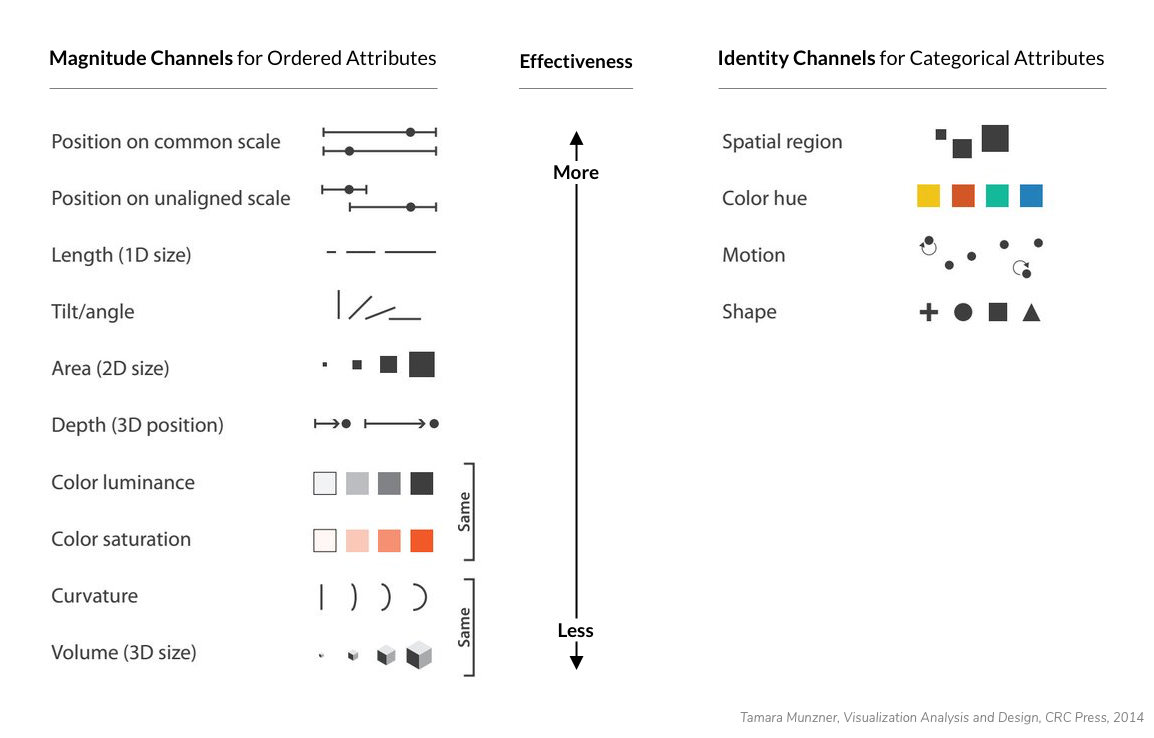 Magnitude Channels for Ordered Attributes
Effectiveness
Identity Channels for Categorical Attributes
Position on common scale
Position on unaligned scale
Length (1D size)
Tilt/angle
Area (2D size)
Depth (3D position)
Color luminance
Color saturation
Same
Curvature
Volume (3D size)
Same
More
Less
Spatial region
Color hue
Motion
Shape
Tamara Munzner, Visualization Analysis and Design, CRC Press, 2014